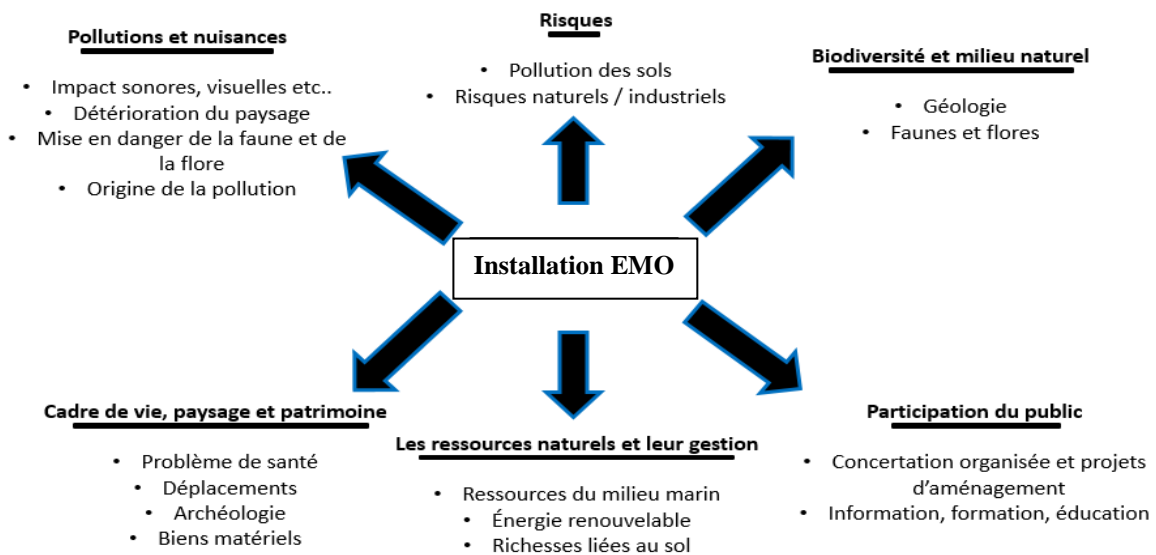 Pollutions et nuisances
• Impact sonores, visuelles etc..
• Détérioration du paysage
• Mise en danger de la faune et de
la flore
• Origine de la pollution
Risques
• Pollution des sols
• Risques naturels / industriels
Biodiversité et milieu naturel
• Géologie
• Faunes et flores
Installation EMO
Cadre de vie, paysage et patrimoine
• Problème de santé
• Déplacements
• Archéologie
• Biens matériels
Les ressources naturels et leur gestion
• Ressources du milieu marin
• Énergie renouvelable
• Richesses liées au sol
Participation du public
• Concertation organisée et projets
d’aménagement
• Information, formation, éducation